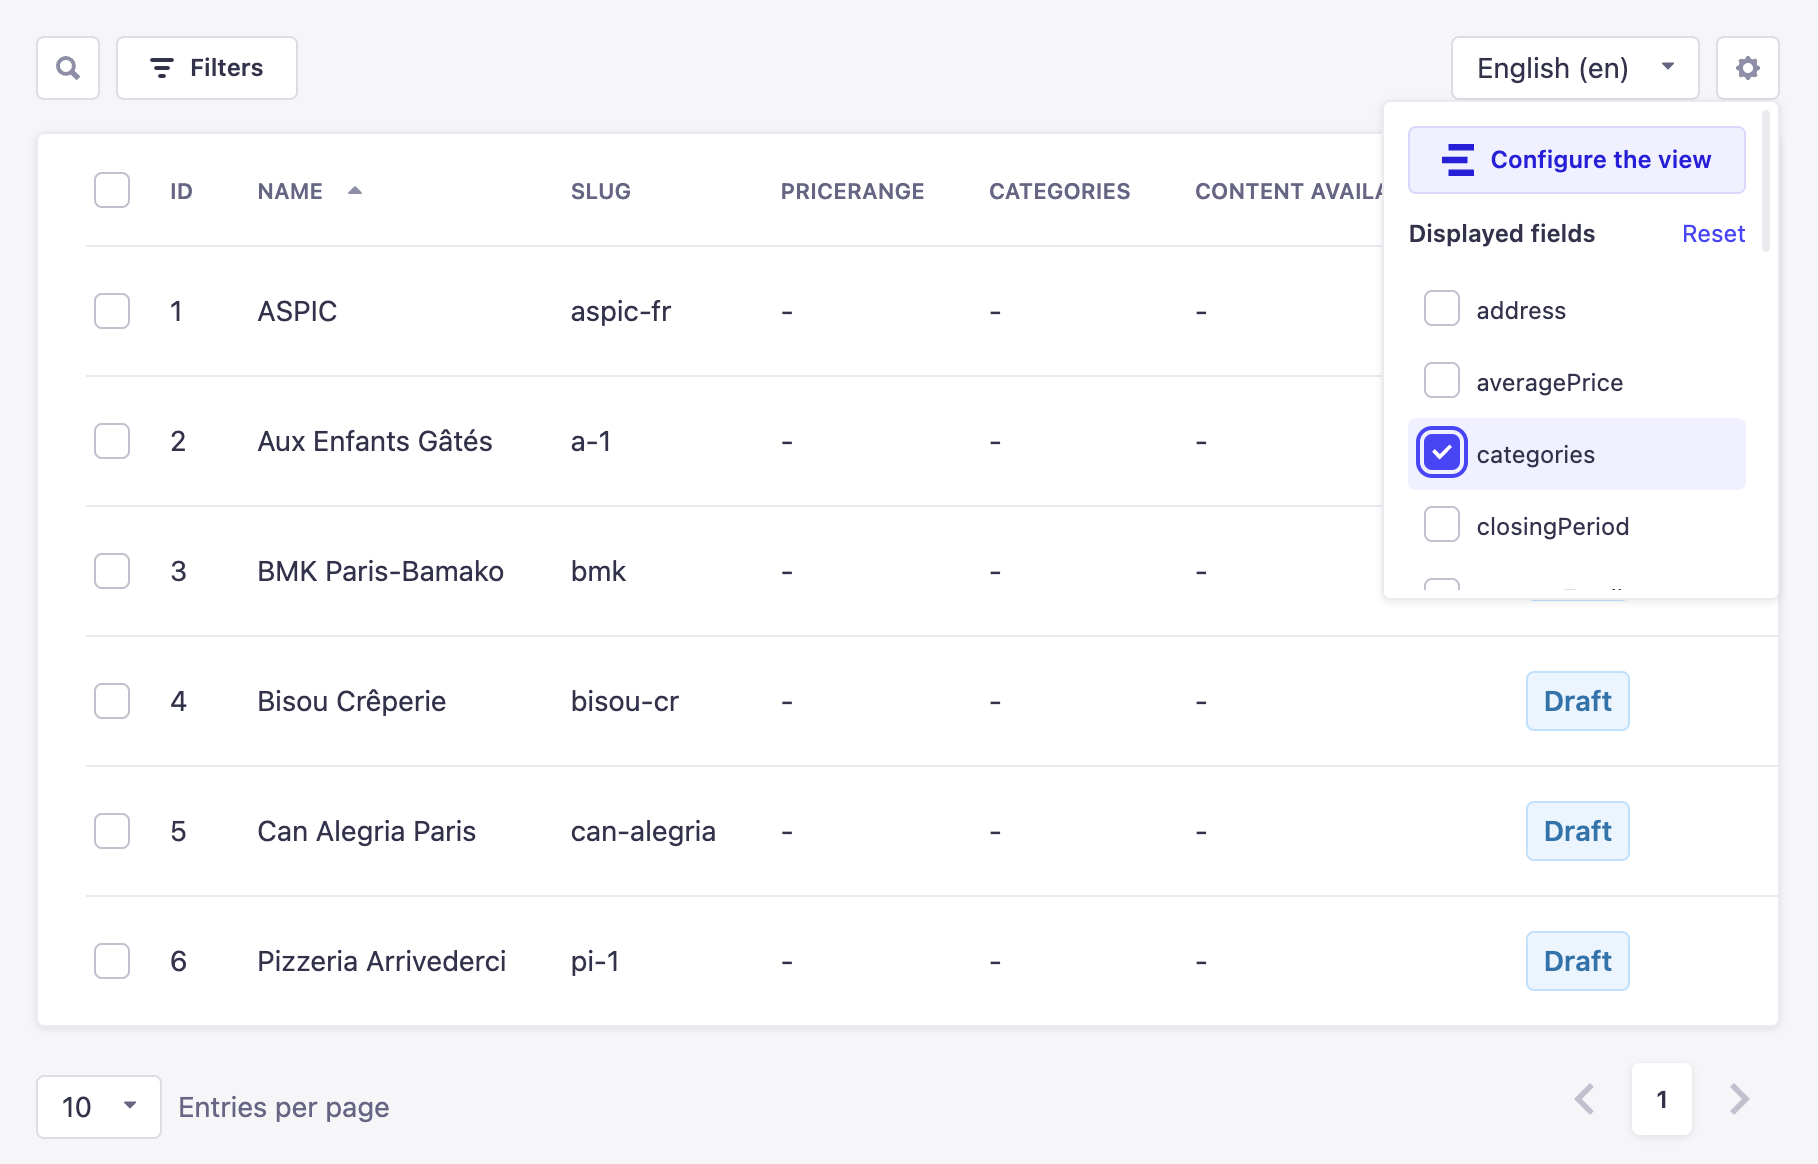 Filters
English (en)
Configure the view
Displayed fields
Reset
address
averagePrice
categories
closingPeriod
ID NAME SLUG PRICERANGE CATEGORIES CONTENT
1 ASPIC aspic-fr - - -
2 Aux Enfants Gâtés a-1 - - -
3 BMK Paris-Bamako bmk - - -
4 Bisou Crêperie bisou-cr - - - Draft
5 Can Alegria Paris can-alegria - - - Draft
6 Pizzeria Arrivederci pi-1 - - - Draft
10 Entries per page
1